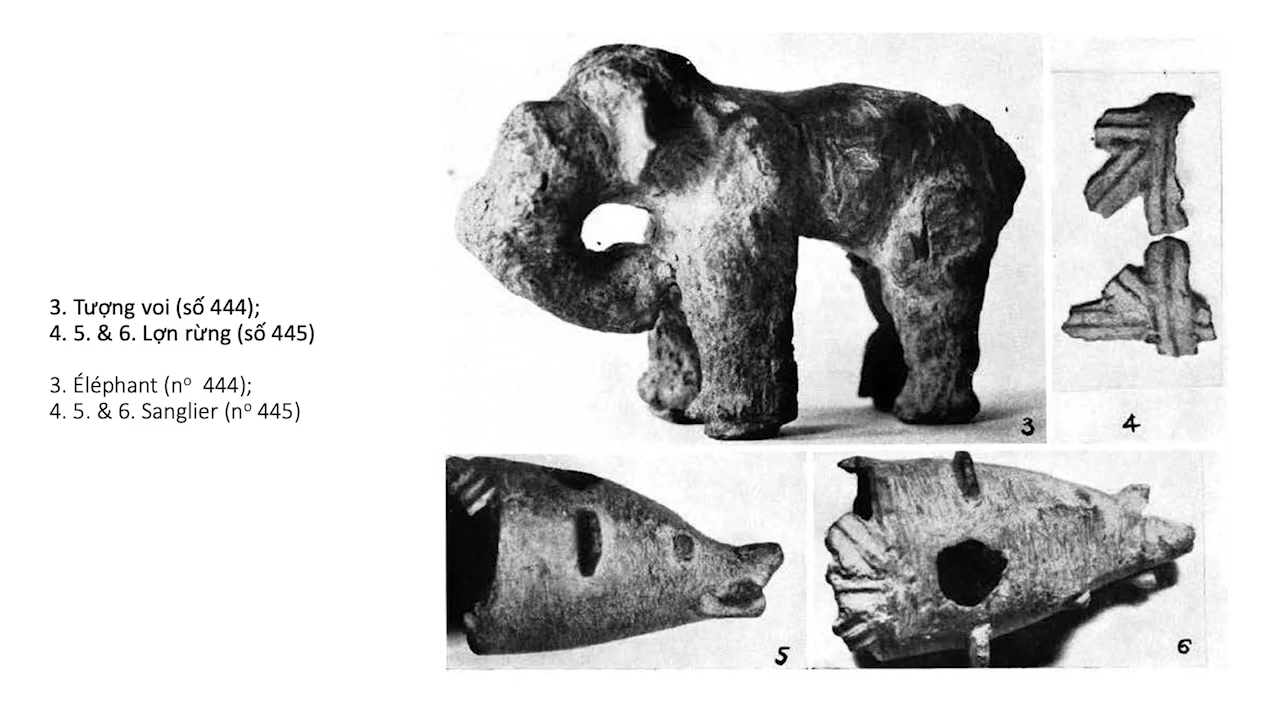 3. Tượng voi (số 444);
4. 5. & 6. Lợn rừng (số 445)
3. Éléphant (nº 444);
4. 5. & 6. Sanglier (nº 445)
3
4
5
6